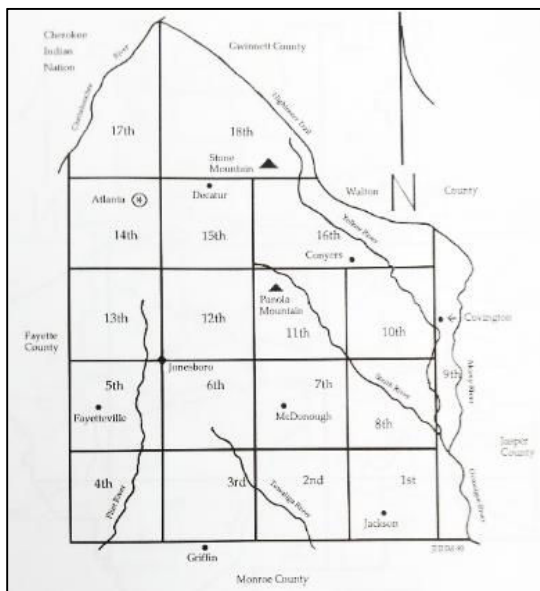 Cherokee
Indian
Nation
River
Chattahoochee
Gwinnett County
Hightower Trail
17th
18th
Stone
Mountain
Decatur
Atlanta
Walton
County
N
14th
15th
16th
Yellow River
Conyers
Panola
Mountain
13th
12th
11th
10th
Covington
Fayette
County
Jonesboro
5th
6th
7th
9th
South River
Fayetteville
McDonough
8th
Jasper
County
4th
3rd
2nd
1st
Flint River
Towaliga River
Ocmulgee River
Jackson
Griffin
Monroe County